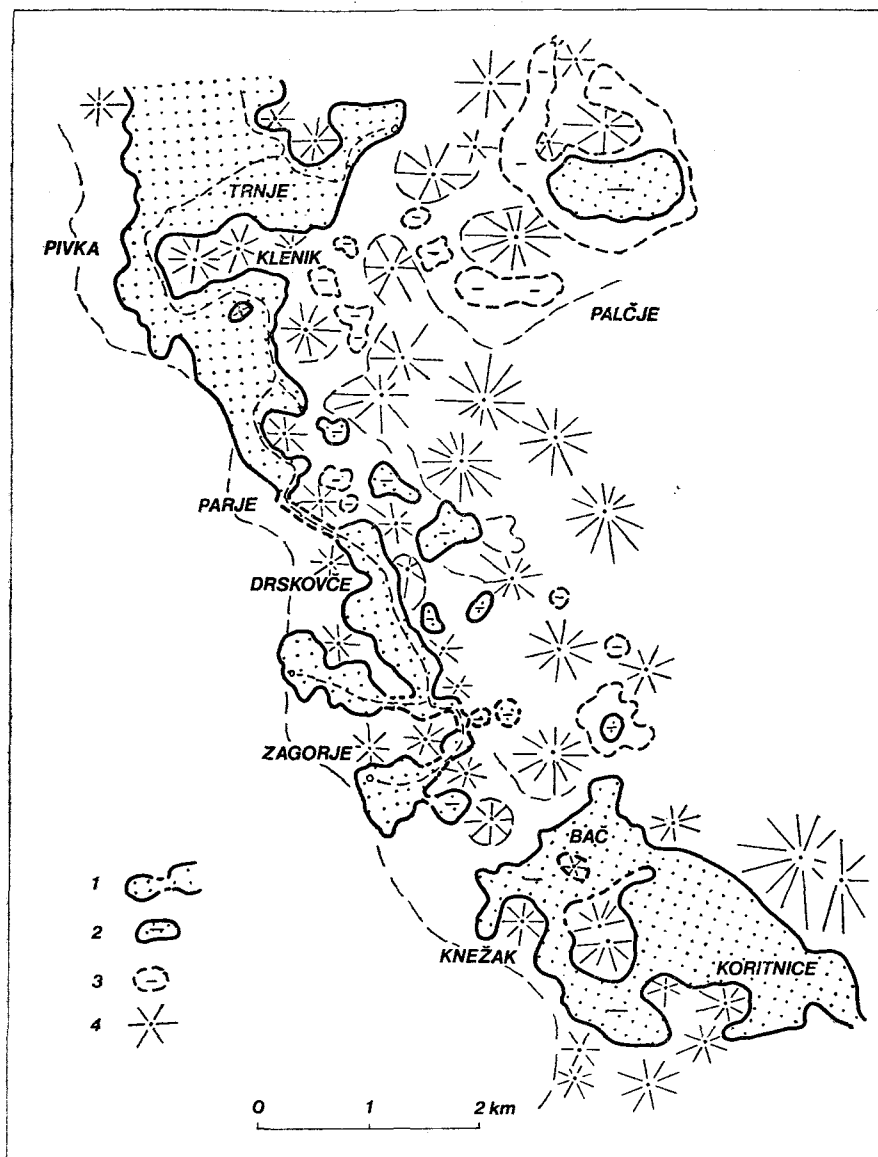 TRNJE
PIVKA
KLENIK
PALČJE
PARJE
DRSKOVČE
ZAGORJE
BAČ
KNEŽAK
KORITNICE
1
2
3
4
0 1 2 km